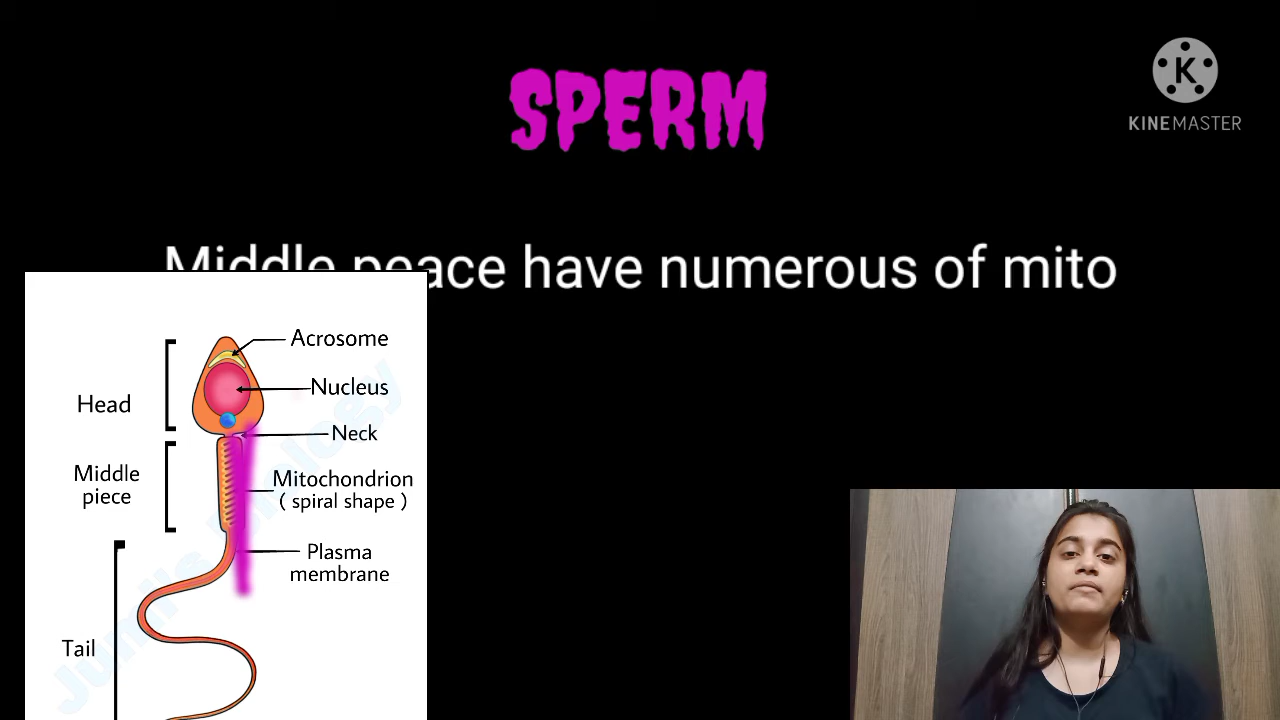 SPERM
K
KINEMASTER
Middle peace have numerous of mito
Acrosome
Nucleus
Head
Neck
Middle
piece
Mitochondrion
( spiral shape )
Plasma
membrane
Tail